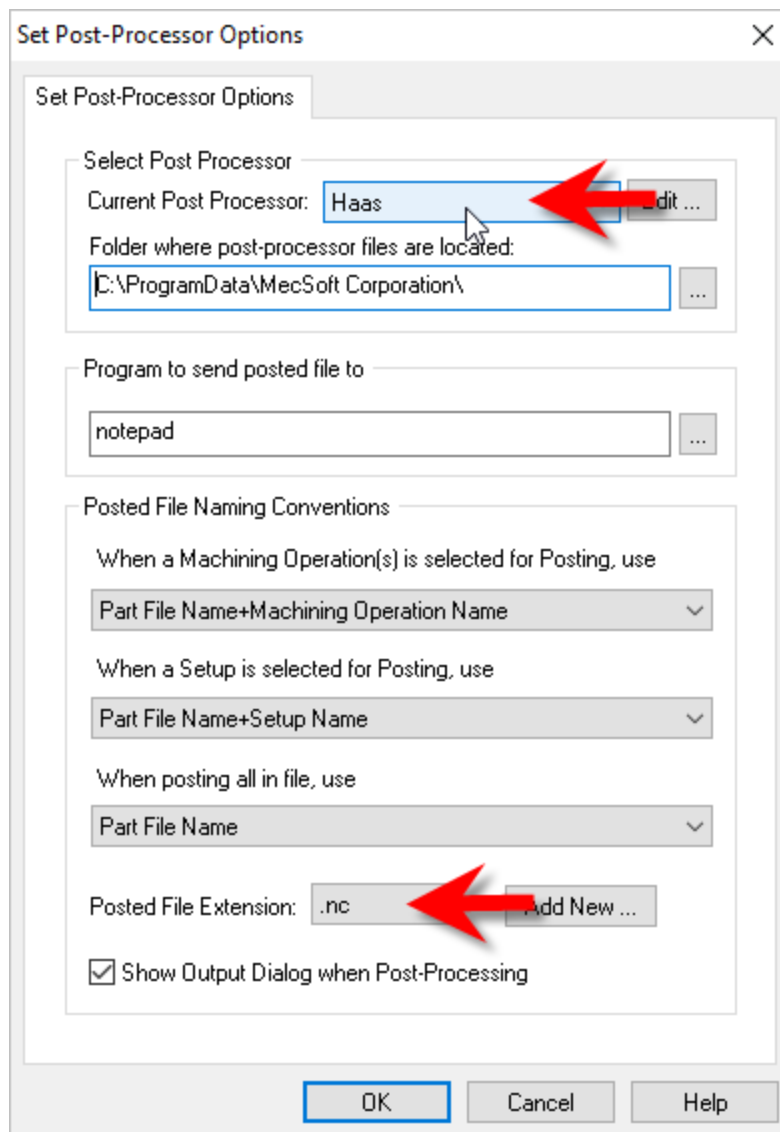 Set Post-Processor Options
Set Post-Processor Options
Select Post Processor
Current Post Processor: Haas Edit ...
Folder where post-processor files are located:
C:\ProgramData\MecSoft Corporation\ ...
Program to send posted file to
notepad ...
Posted File Naming Conventions
When a Machining Operation(s) is selected for Posting, use
Part File Name+Machining Operation Name
When a Setup is selected for Posting, use
Part File Name+Setup Name
When posting all in file, use
Part File Name
Posted File Extension: .nc Add New ...
Show Output Dialog when Post-Processing
OK Cancel Help